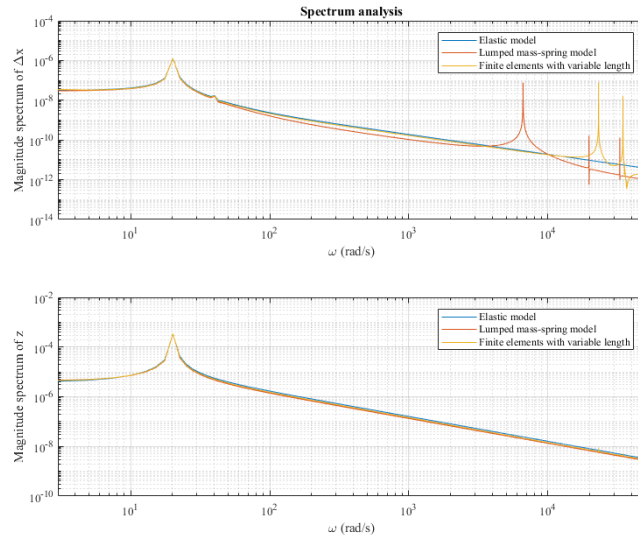 Spectrum analysis
Magnitude spectrum of Δx
10^-4
10^-6
10^-8
10^-10
10^-12
10^-14
Elastic model
Lumped mass-spring model
Finite elements with variable length
10^1
10^2
10^3
10^4
ω (rad/s)
Magnitude spectrum of z
10^-2
10^-4
10^-6
10^-8
10^-10
Elastic model
Lumped mass-spring model
Finite elements with variable length
10^1
10^2
10^3
10^4
ω (rad/s)